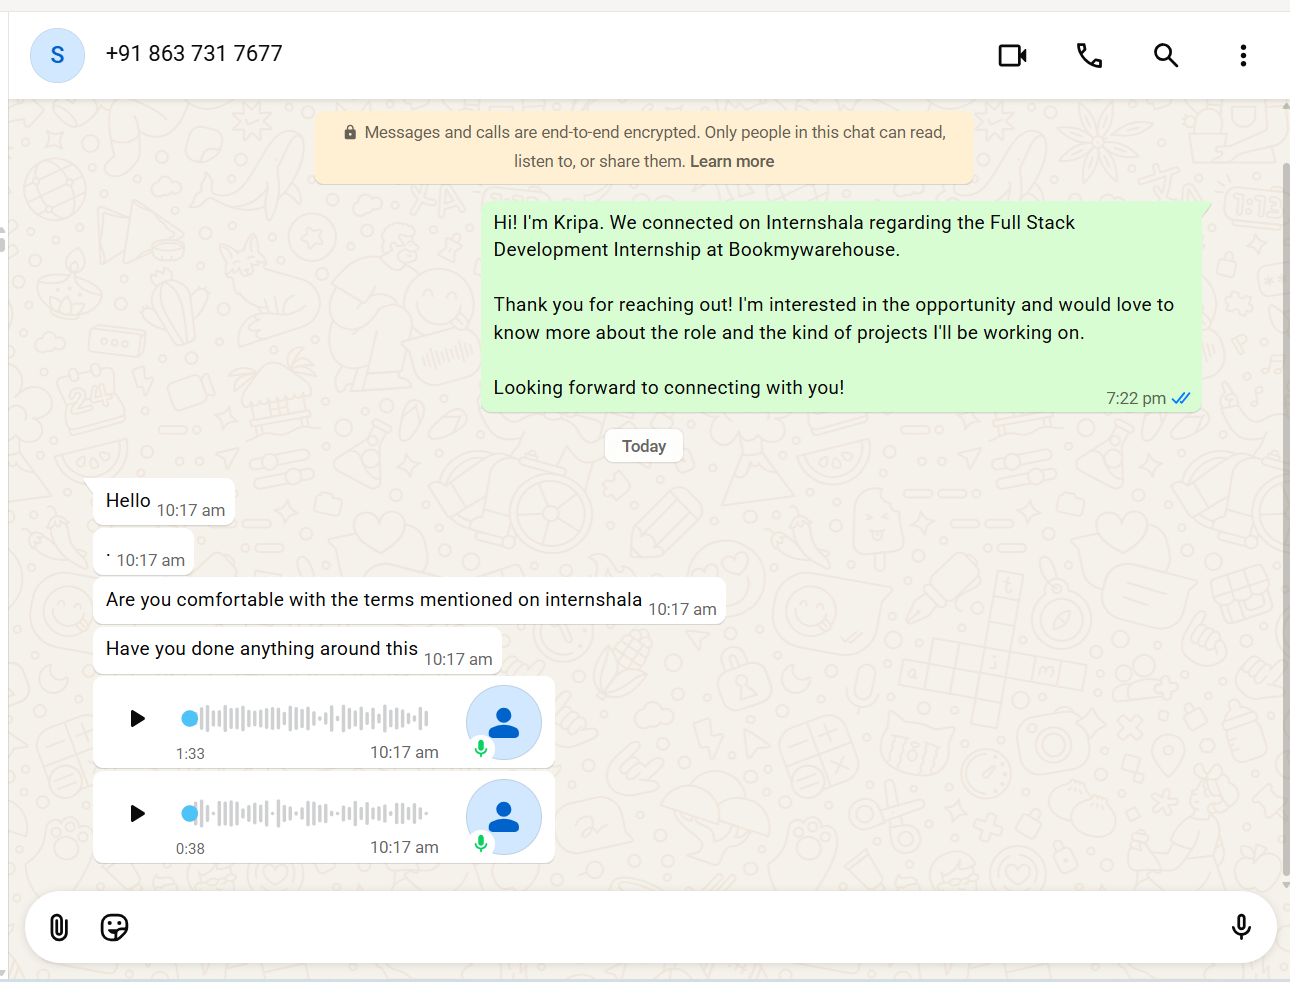 S
+91 863 731 7677
Messages and calls are end-to-end encrypted. Only people in this chat can read,
listen to, or share them. Learn more
Hi! I'm Kripa. We connected on Internshala regarding the Full Stack
Development Internship at Bookmywarehouse.
Thank you for reaching out! I'm interested in the opportunity and would love to
know more about the role and the kind of projects I'll be working on.
Looking forward to connecting with you!
7:22 pm
Today
Hello 10:17 am
. 10:17 am
Are you comfortable with the terms mentioned on internshala 10:17 am
Have you done anything around this 10:17 am
1:33 10:17 am
0:38 10:17 am